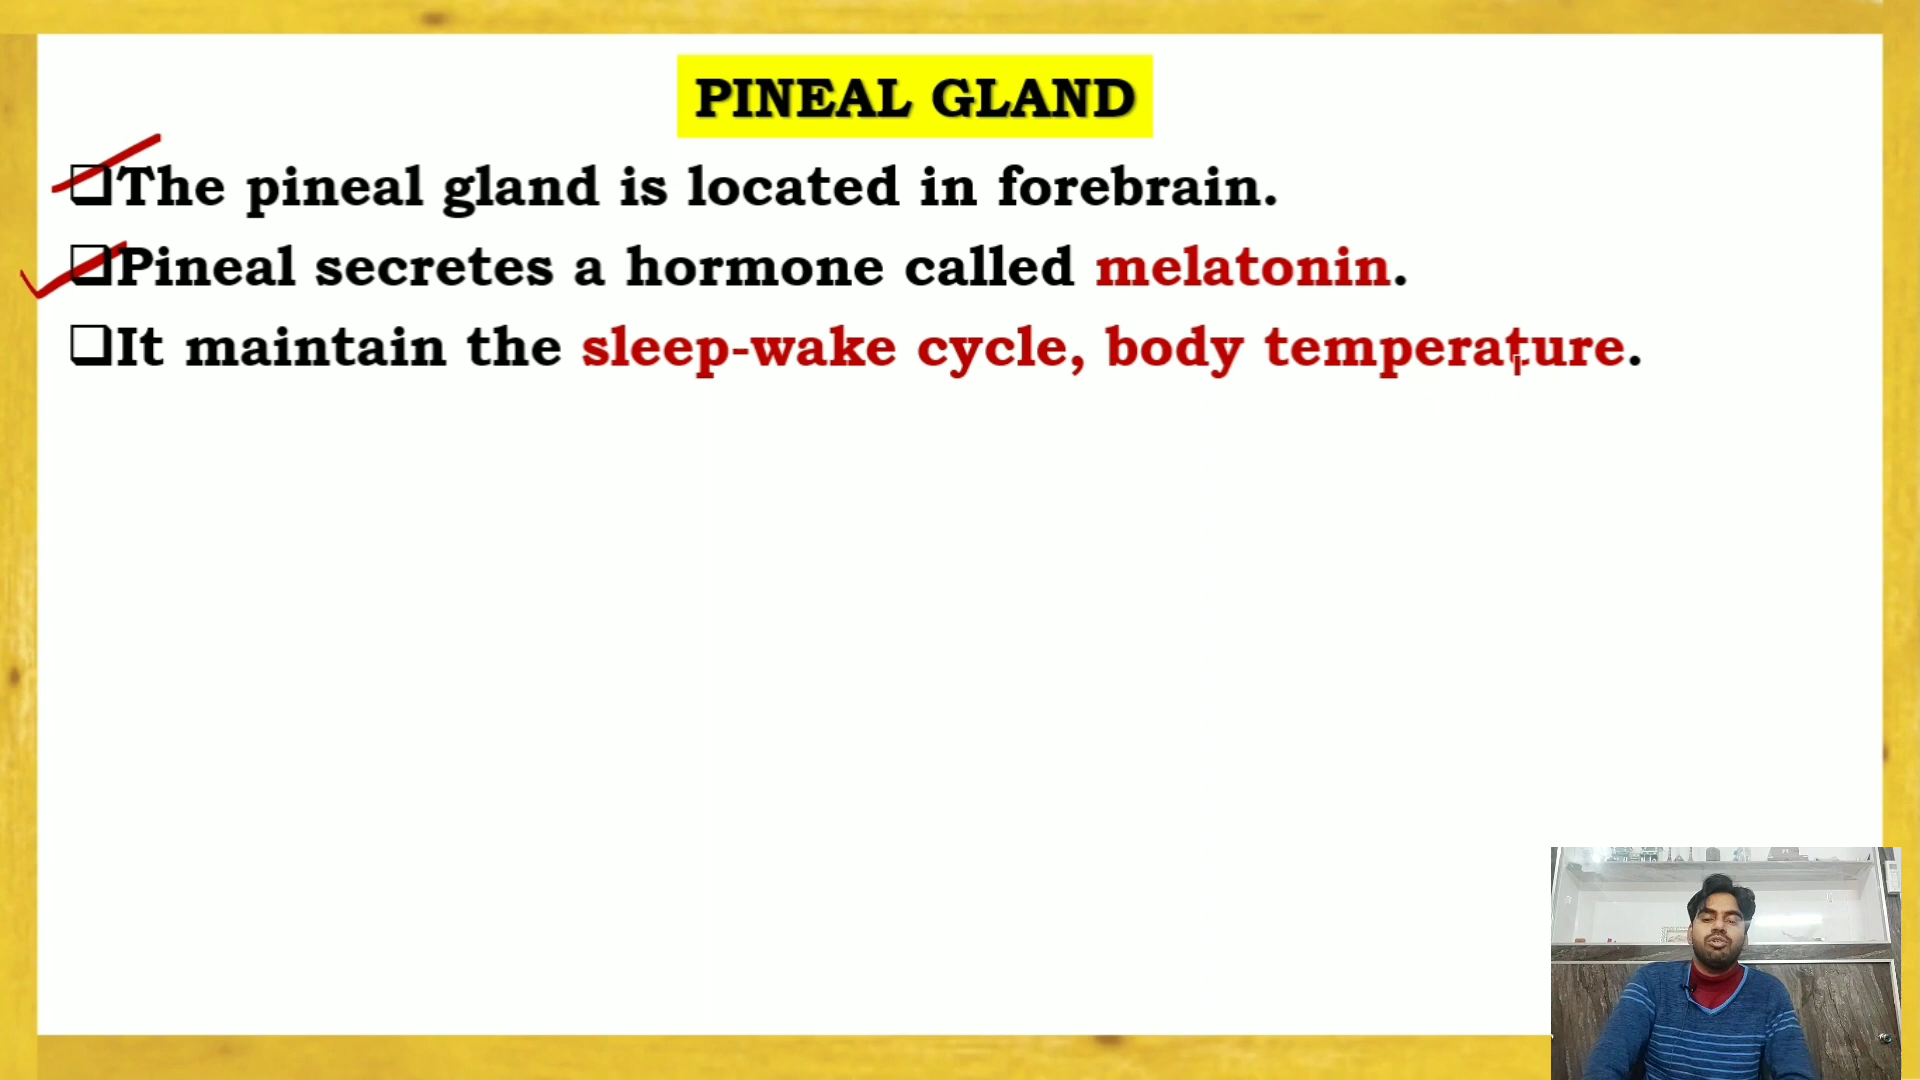 PINEAL GLAND
The pineal gland is located in forebrain.
Pineal secretes a hormone called melatonin.
It maintain the sleep-wake cycle, body temperature.